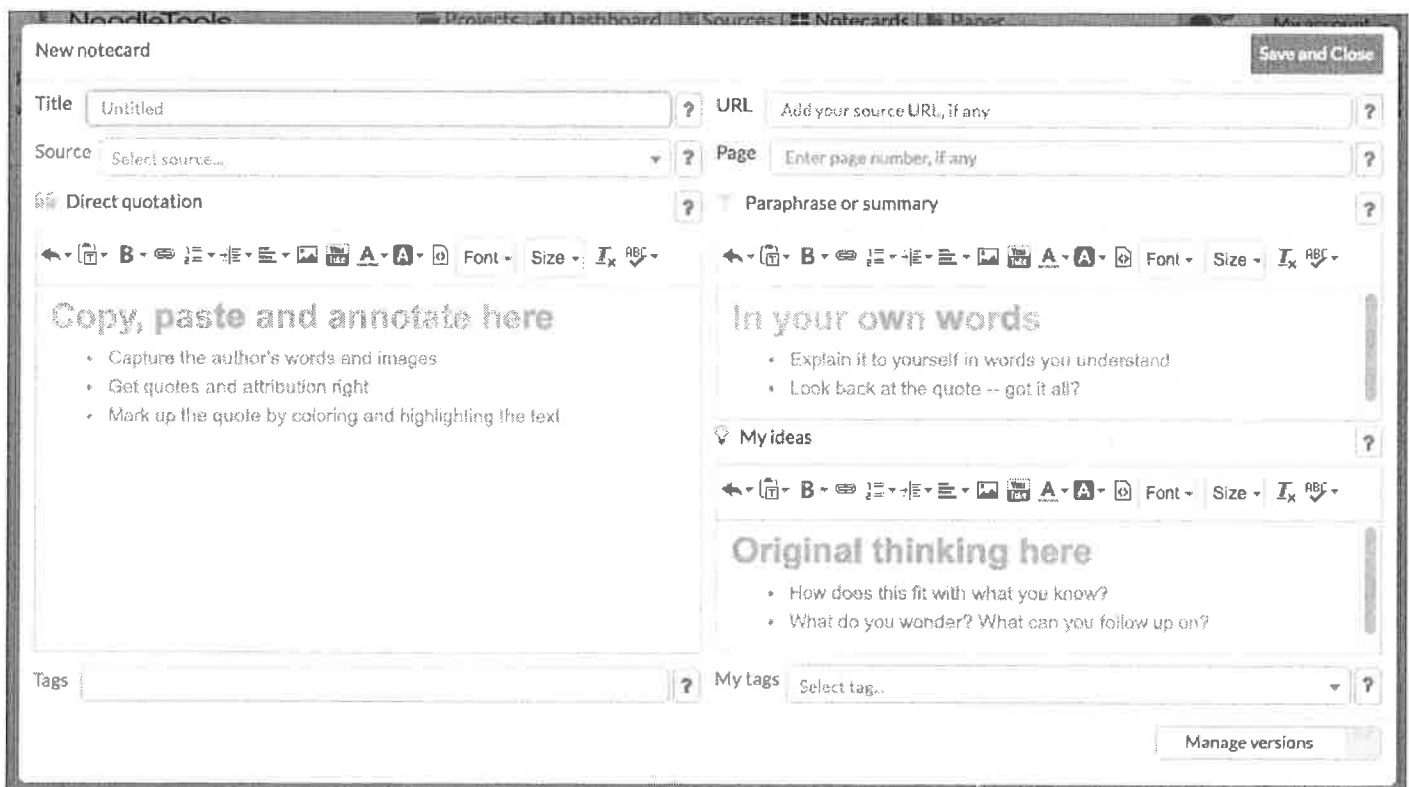 NoodleTools Projects Dashboard Sources Notecards Paper My account
New notecard Save and Close
Title Untitled ? URL Add your source URL, if any ?
Source Select source... ? Page Enter page number, if any ?
Direct quotation ? Paraphrase or summary ?
B Font Size Ix ABC B Font Size Ix ABC
Copy, paste and annotate here In your own words
• Capture the author's words and images • Explain it to yourself in words you understand
• Get quotes and attribution right • Look back at the quote -- got it all?
• Mark up the quote by coloring and highlighting the text
My ideas ?
B Font Size Ix ABC
Original thinking here
• How does this fit with what you know?
• What do you wonder? What can you follow up on?
Tags ? My tags Select tag.. ?
Manage versions